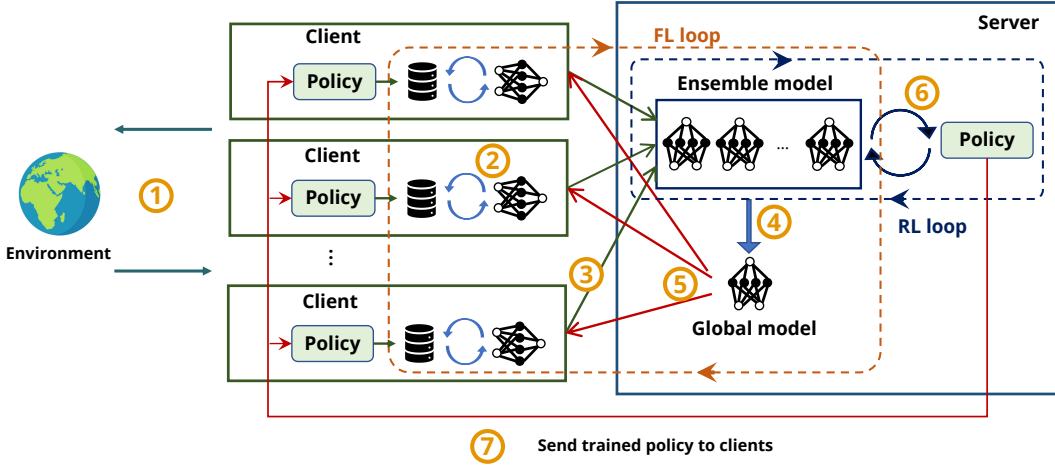 Server
Client
FL loop
Policy
Ensemble model
6
...
Policy
Client
2
Policy
1
Environment
4
RL loop
...
3
5
Client
Policy
Global model
7
Send trained policy to clients